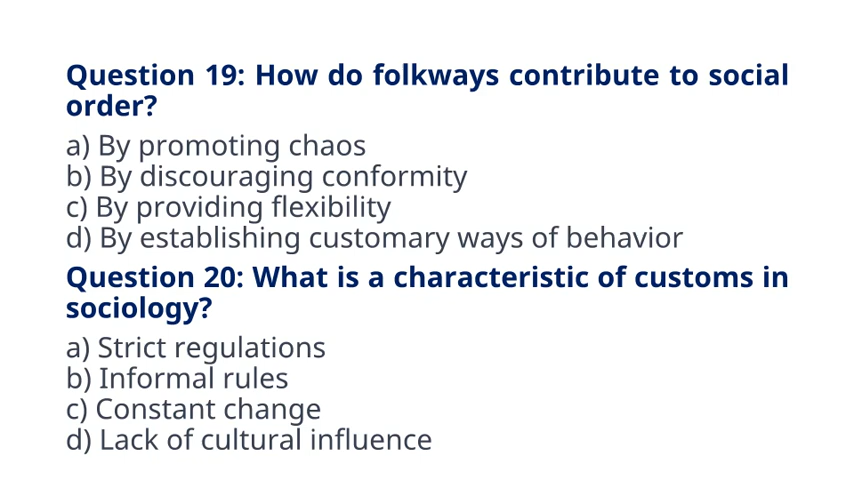 Question 19: How do folkways contribute to social
order?
a) By promoting chaos
b) By discouraging conformity
c) By providing flexibility
d) By establishing customary ways of behavior
Question 20: What is a characteristic of customs in
sociology?
a) Strict regulations
b) Informal rules
c) Constant change
d) Lack of cultural influence